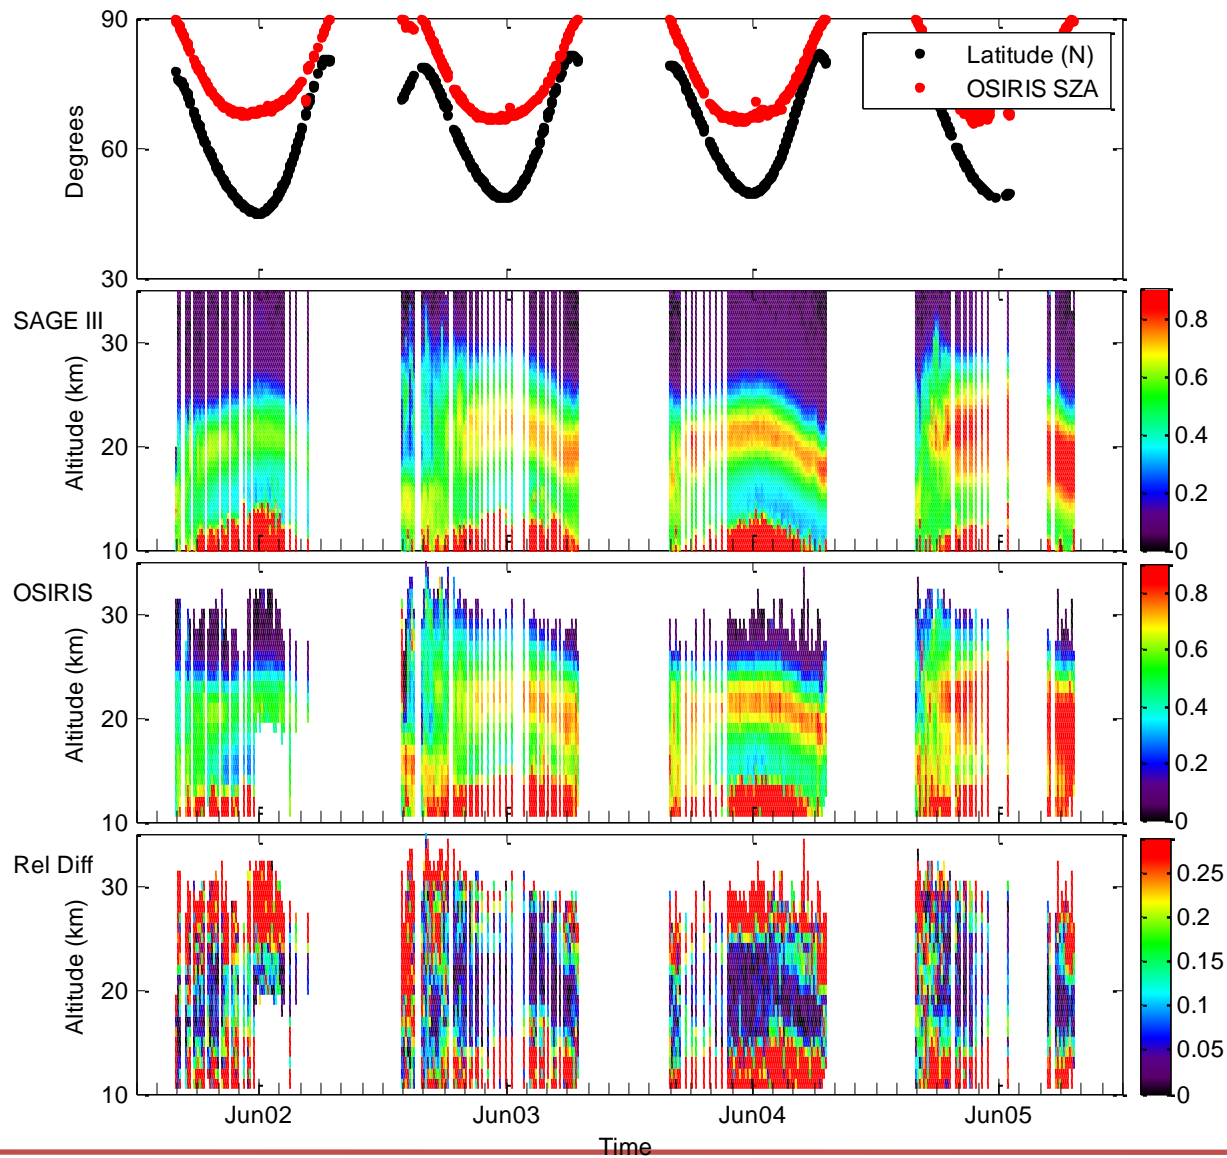 90
60
30
Degrees
Latitude (N)
OSIRIS SZA
SAGE III
30
20
10
Altitude (km)
0.8
0.6
0.4
0.2
0
OSIRIS
30
20
10
Altitude (km)
0.8
0.6
0.4
0.2
0
Rel Diff
30
20
10
Altitude (km)
0.25
0.2
0.15
0.1
0.05
0
Jun02 Jun03 Jun04 Jun05
Time